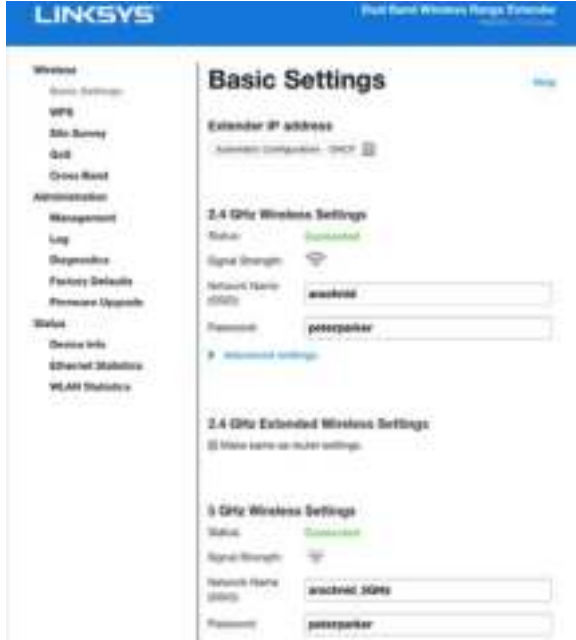 LINKSYS
Dual Band Wireless Range Extender
Wireless
Basic Settings
WPS
Site Survey
QoS
Cross Band
Administration
Management
Log
Diagnostics
Factory Defaults
Firmware Upgrade
Status
Device Info
Ethernet Statistics
WLAN Statistics
Basic Settings
Help
Extender IP address
Automatic Configuration - DHCP
2.4 GHz Wireless Settings
Status: Connected
Signal Strength:
Network Name (SSID): arachnid
Password: peterparker
Advanced settings
2.4 GHz Extended Wireless Settings
Make same as router settings.
5 GHz Wireless Settings
Status: Connected
Signal Strength:
Network Name (SSID): arachnid_5GHz
Password: peterparker